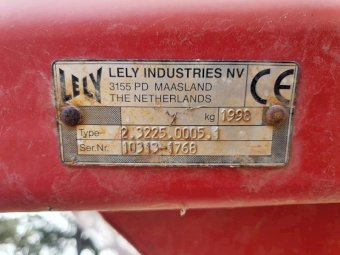 LELY
LELY INDUSTRIES NV
3155 PD MAASLAND
THE NETHERLANDS
CE
kg 1998
Type 2.3225.0005.1
Ser.Nr. 10313-1768